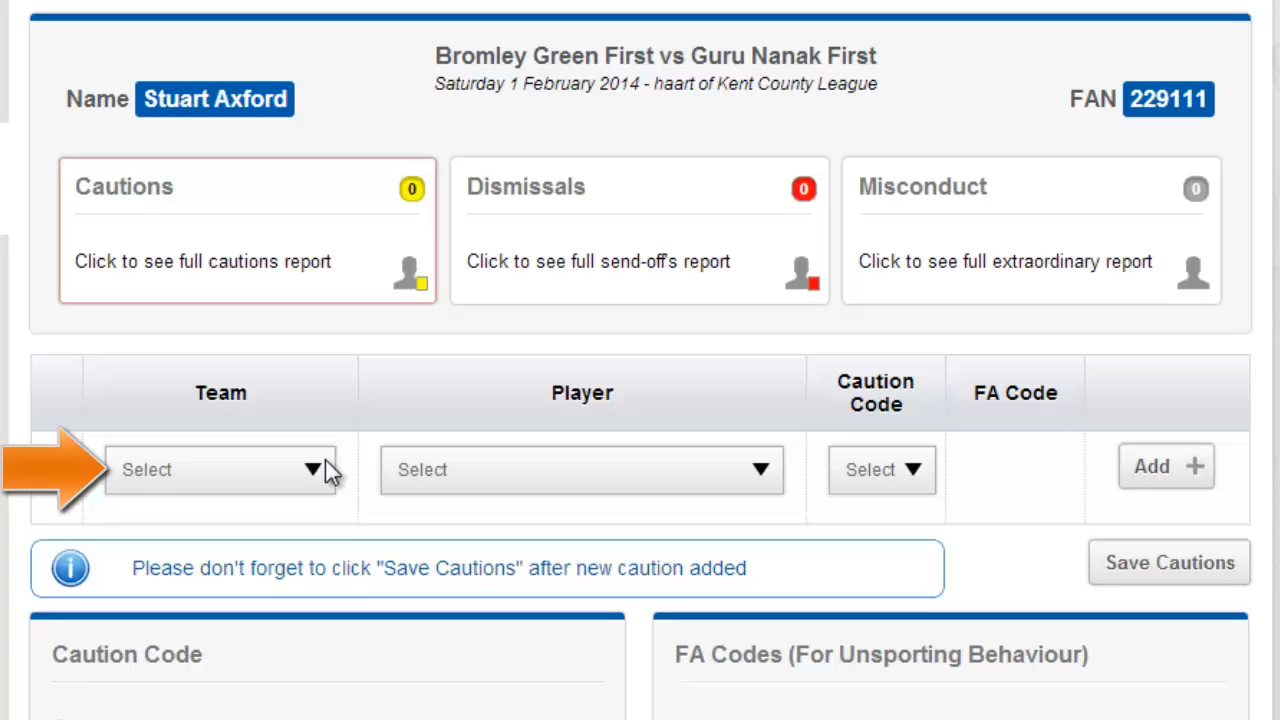 Bromley Green First vs Guru Nanak First
Saturday 1 February 2014 - haart of Kent County League
Name Stuart Axford
FAN 229111
Cautions 0
Click to see full cautions report
Dismissals 0
Click to see full send-offs report
Misconduct 0
Click to see full extraordinary report
Team
Player
Caution
Code
FA Code
Select
Select
Select
Add +
Please don't forget to click "Save Cautions" after new caution added
Save Cautions
Caution Code
FA Codes (For Unsporting Behaviour)